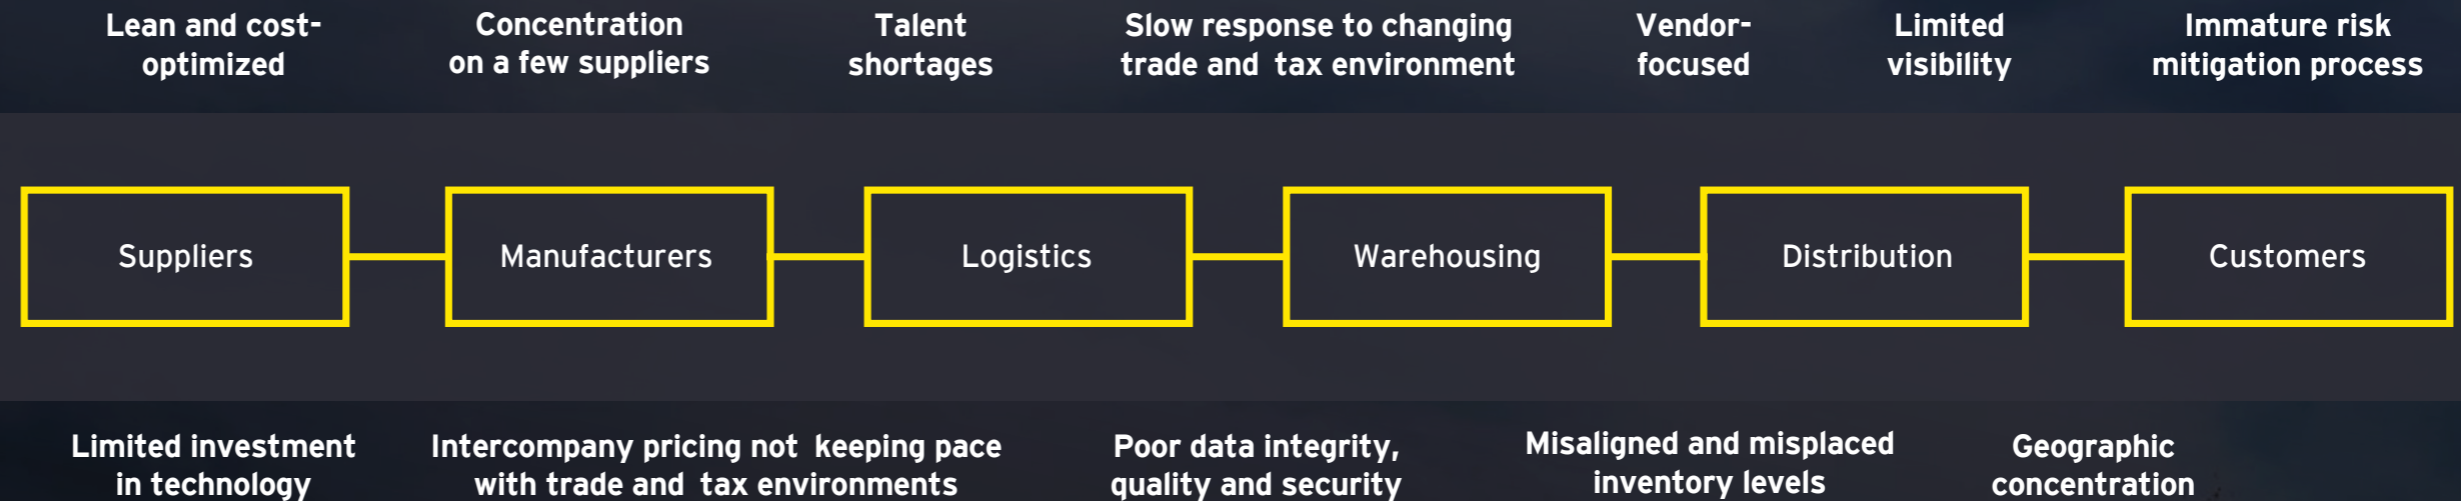 Lean and cost-
optimized
Concentration
on a few suppliers
Talent
shortages
Slow response to changing
trade and tax environment
Vendor-
focused
Limited
visibility
Immature risk
mitigation process
Suppliers
Manufacturers
Logistics
Warehousing
Distribution
Customers
Limited investment
in technology
Intercompany pricing not keeping pace
with trade and tax environments
Poor data integrity,
quality and security
Misaligned and misplaced
inventory levels
Geographic
concentration